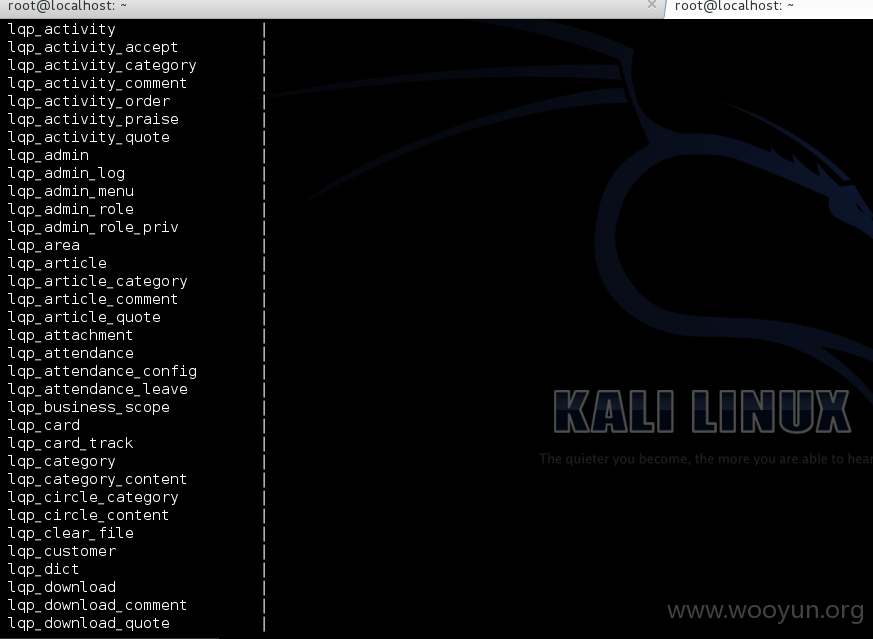 root@localhost: ~ × root@localhost: ~
lqp_activity |
lqp_activity_accept |
lqp_activity_category |
lqp_activity_comment |
lqp_activity_order |
lqp_activity_praise |
lqp_activity_quote |
lqp_admin |
lqp_admin_log |
lqp_admin_menu |
lqp_admin_role |
lqp_admin_role_priv |
lqp_area |
lqp_article |
lqp_article_category |
lqp_article_comment |
lqp_article_quote |
lqp_attachment |
lqp_attendance |
lqp_attendance_config |
lqp_attendance_leave |
lqp_business_scope |
lqp_card |
lqp_card_track |
lqp_category |
lqp_category_content |
lqp_circle_category |
lqp_circle_content |
lqp_clear_file |
lqp_customer |
lqp_dict |
lqp_download |
lqp_download_comment |
lqp_download_quote |
KALI LINUX
The quieter you become, the more you are able to hear
www.wooyun.org